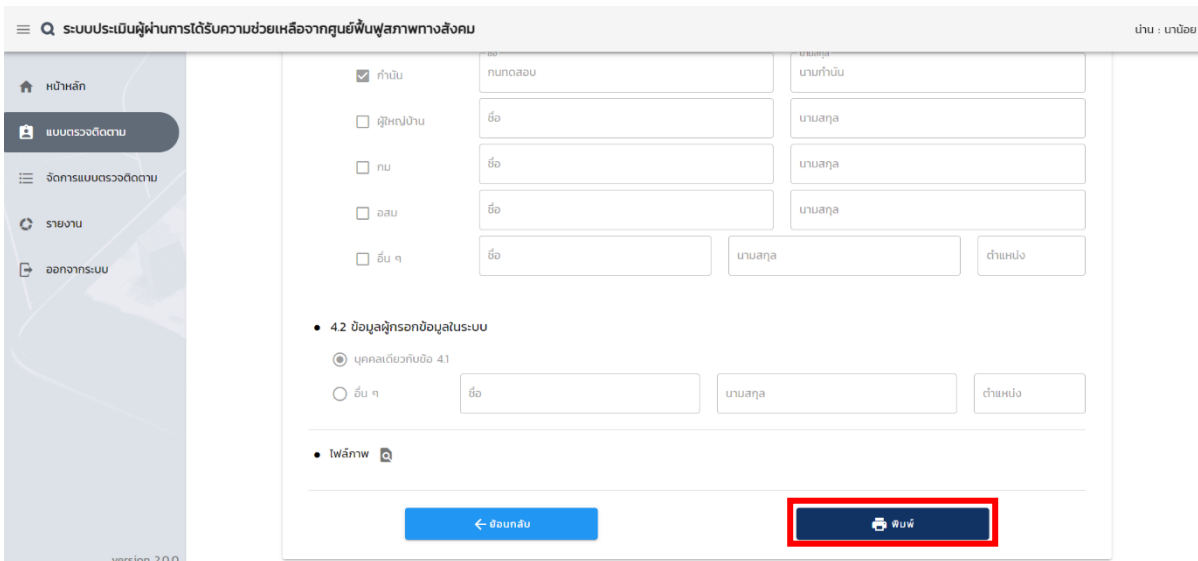 ระบบประเมินผู้ผ่านการได้รับความช่วยเหลือจากศูนย์ฟื้นฟูสภาพทางสังคม
น่าน : นาน้อย
หน้าหลัก
แบบตรวจติดตาม
จัดการแบบตรวจติดตาม
รายงาน
ออกจากระบบ
version 2.0.0
ชื่อ นามสกุล
กำนัน กนทดสอบ นามกำนัน
ผู้ใหญ่บ้าน ชื่อ นามสกุล
กม ชื่อ นามสกุล
อสม ชื่อ นามสกุล
อื่น ๆ ชื่อ นามสกุล ตำแหน่ง
• 4.2 ข้อมูลผู้กรอกข้อมูลในระบบ
บุคคลเดียวกับข้อ 4.1
อื่น ๆ ชื่อ นามสกุล ตำแหน่ง
• ไฟล์ภาพ
ย้อนกลับ พิมพ์